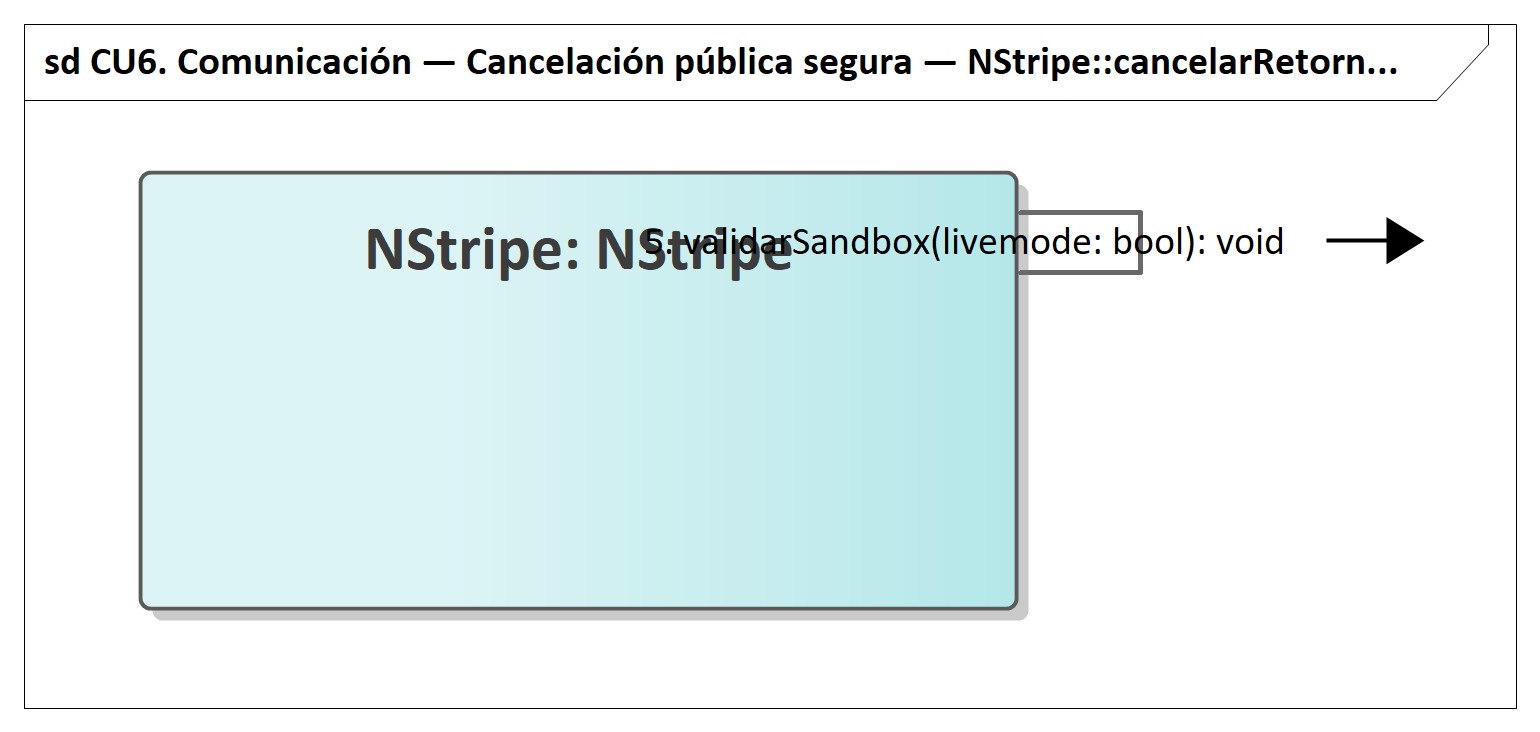 sd CU6. Comunicación — Cancelación pública segura — NStripe::cancelarRetorn...
NStripe: NStripe
5. validarSandbox(livemode: bool): void